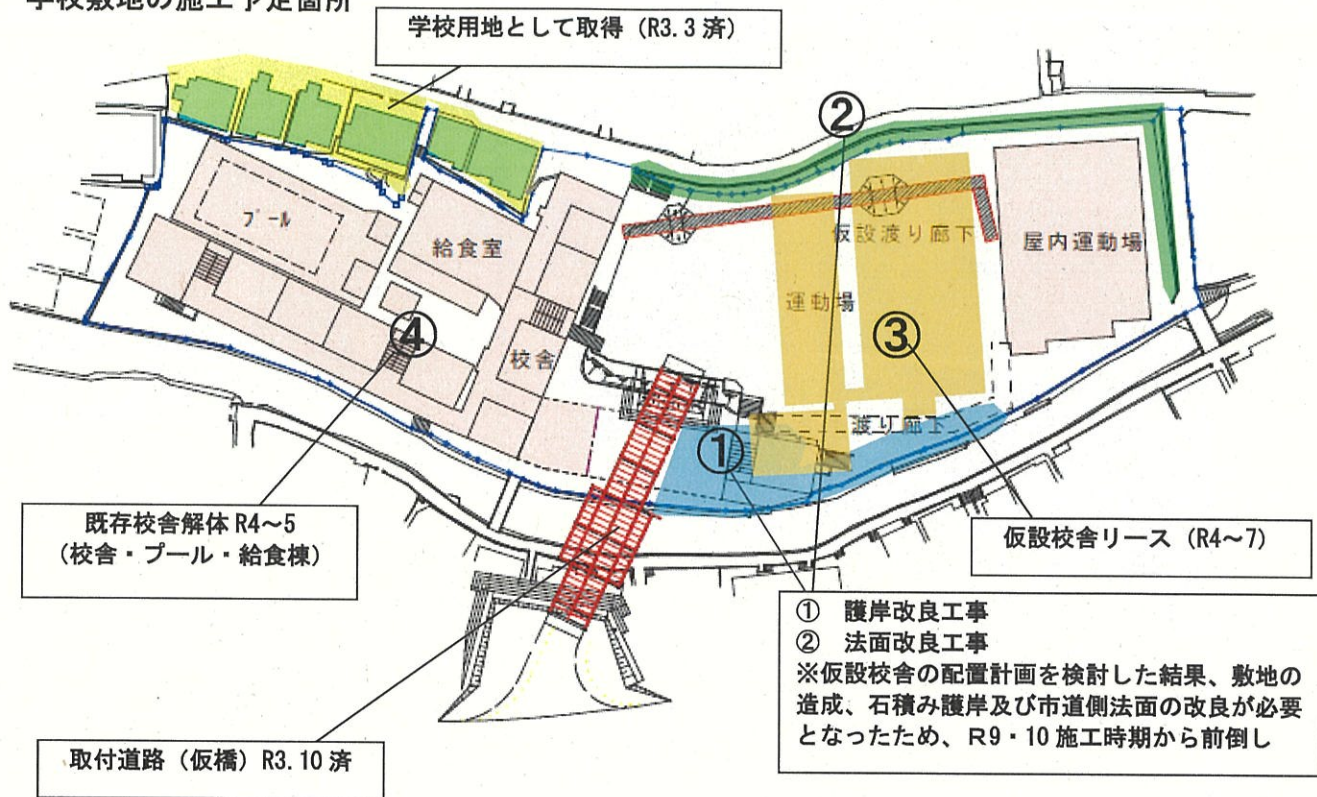 学校敷地の施工予定箇所
学校用地として取得（R3.3 済）
②
プール
給食室
仮設渡り廊下
屋内運動場
運動場
③
④
校舎
渡り廊下
①
既存校舎解体 R4～5
（校舎・プール・給食棟）
仮設校舎リース（R4～7）
① 護岸改良工事
② 法面改良工事
※仮設校舎の配置計画を検討した結果、敷地の
造成、石積み護岸及び市道側法面の改良が必要
となったため、R9・10 施工時期から前倒し
取付道路（仮橋）R3.10 済